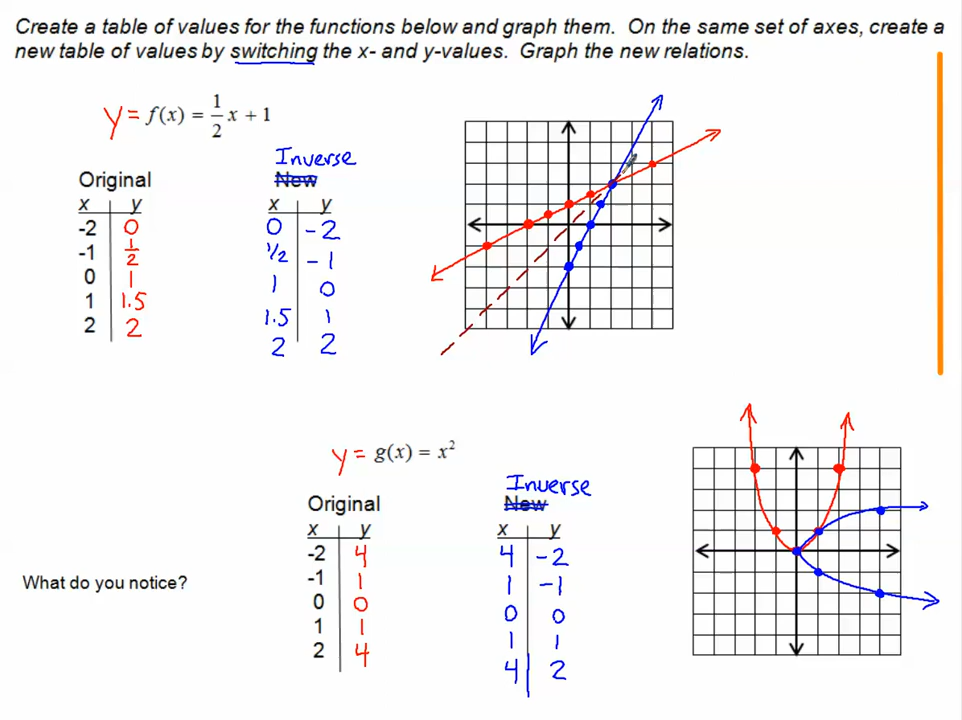 Create a table of values for the functions below and graph them. On the same set of axes, create a
new table of values by switching the x- and y-values. Graph the new relations.
y = f(x) = 1/2 x + 1
Original
x y
-2 0
-1 1/2
0 1
1 1.5
2 2
Inverse
New
x y
0 -2
1/2 -1
1 0
1.5 1
2 2
y = g(x) = x²
Original
x y
-2 4
-1 1
0 0
1 1
2 4
Inverse
New
x y
4 -2
1 -1
0 0
1 1
4 2
What do you notice?